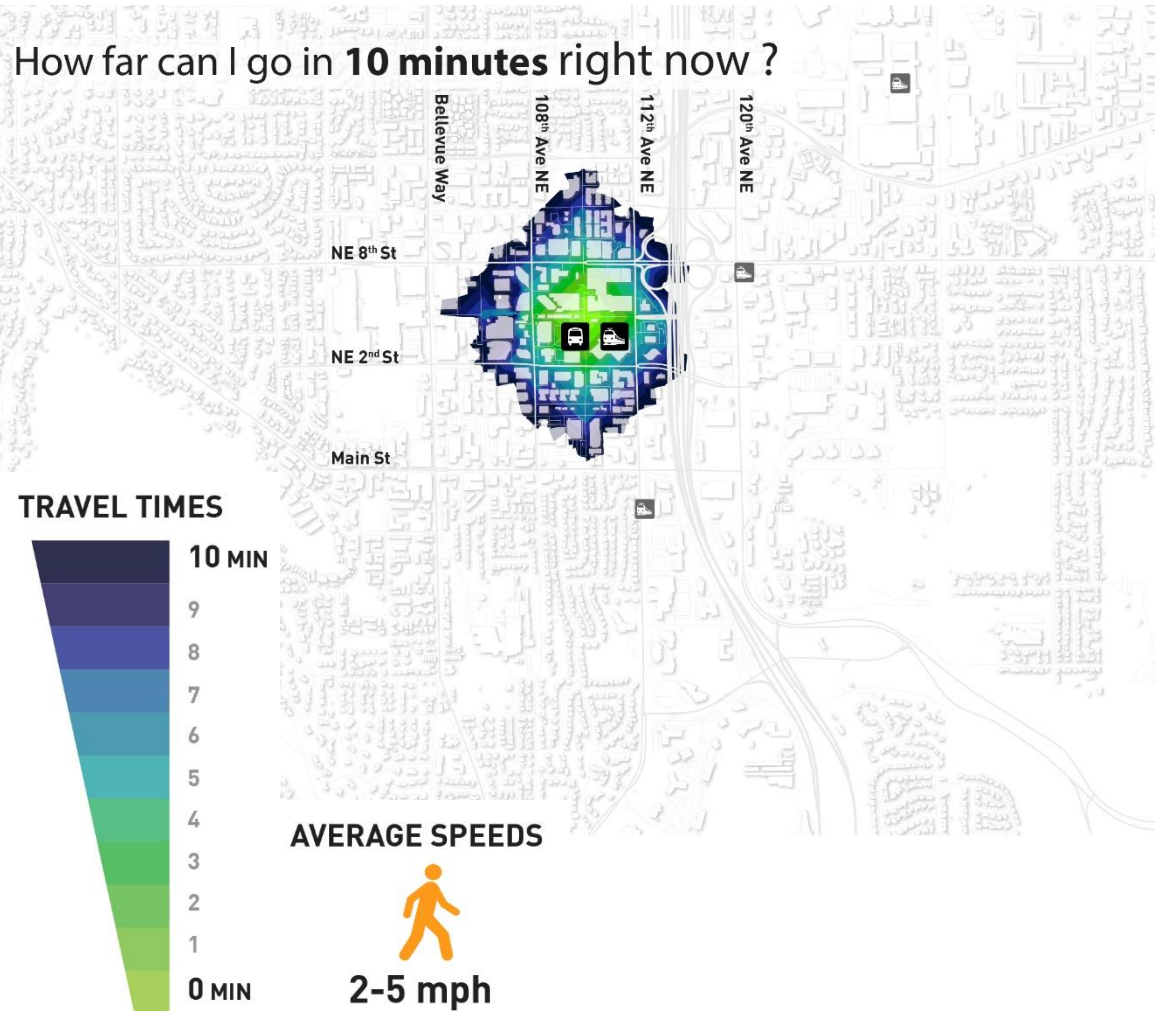 How far can I go in 10 minutes right now ?
Bellevue Way
108th Ave NE
112th Ave NE
120th Ave NE
NE 8th St
NE 2nd St
Main St
TRAVEL TIMES
10 MIN
9
8
7
6
5
4
3
2
1
0 MIN
AVERAGE SPEEDS
2-5 mph